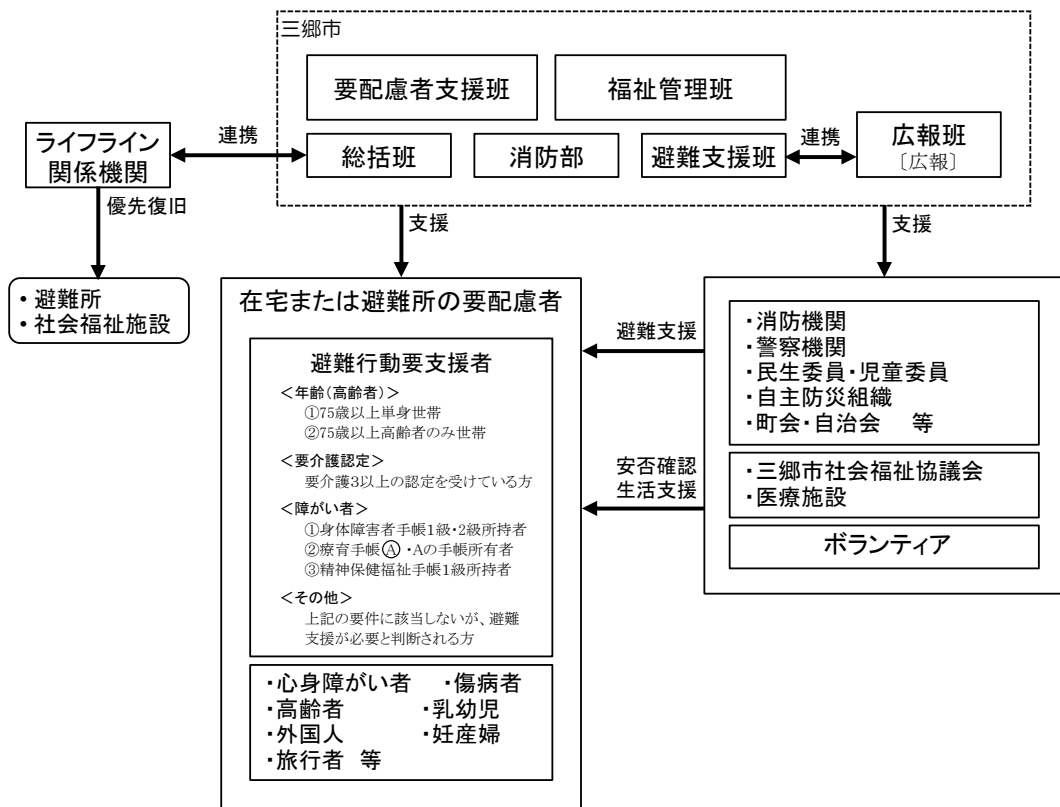 三郷市
要配慮者支援班
福祉管理班
ライフライン
関係機関
連携
総括班
消防部
避難支援班
連携
広報班
〔広報〕
優先復旧
支援
支援
・避難所
・社会福祉施設
在宅または避難所の要配慮者
避難行動要支援者
＜年齢(高齢者)＞
①75歳以上単身世帯
②75歳以上高齢者のみ世帯
＜要介護認定＞
要介護3以上の認定を受けている方
＜障がい者＞
①身体障害者手帳1級・2級所持者
②療育手帳Ⓐ・Aの手帳所有者
③精神保健福祉手帳1級所持者
＜その他＞
上記の要件に該当しないが、避難
支援が必要と判断される方
・心身障がい者　・傷病者
・高齢者　・乳幼児
・外国人　・妊産婦
・旅行者　等
避難支援
安否確認
生活支援
・消防機関
・警察機関
・民生委員・児童委員
・自主防災組織
・町会・自治会　等
・三郷市社会福祉協議会
・医療施設
ボランティア